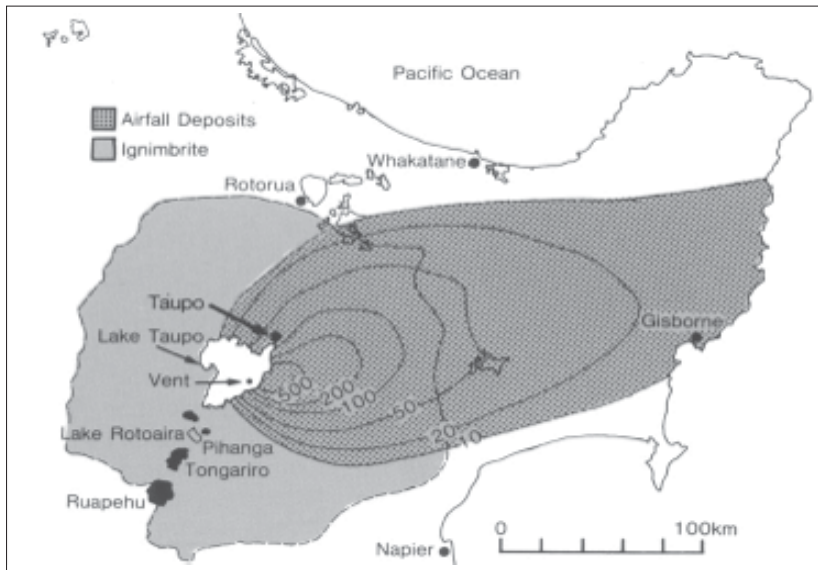 Pacific Ocean
Airfall Deposits
Ignimbrite
Whakatane
Rotorua
Taupo
Lake Taupo
Gisborne
Vent
500
200
100
50
20
10
Lake Rotoaira
Pihanga
Tongariro
Ruapehu
0 100km
Napier